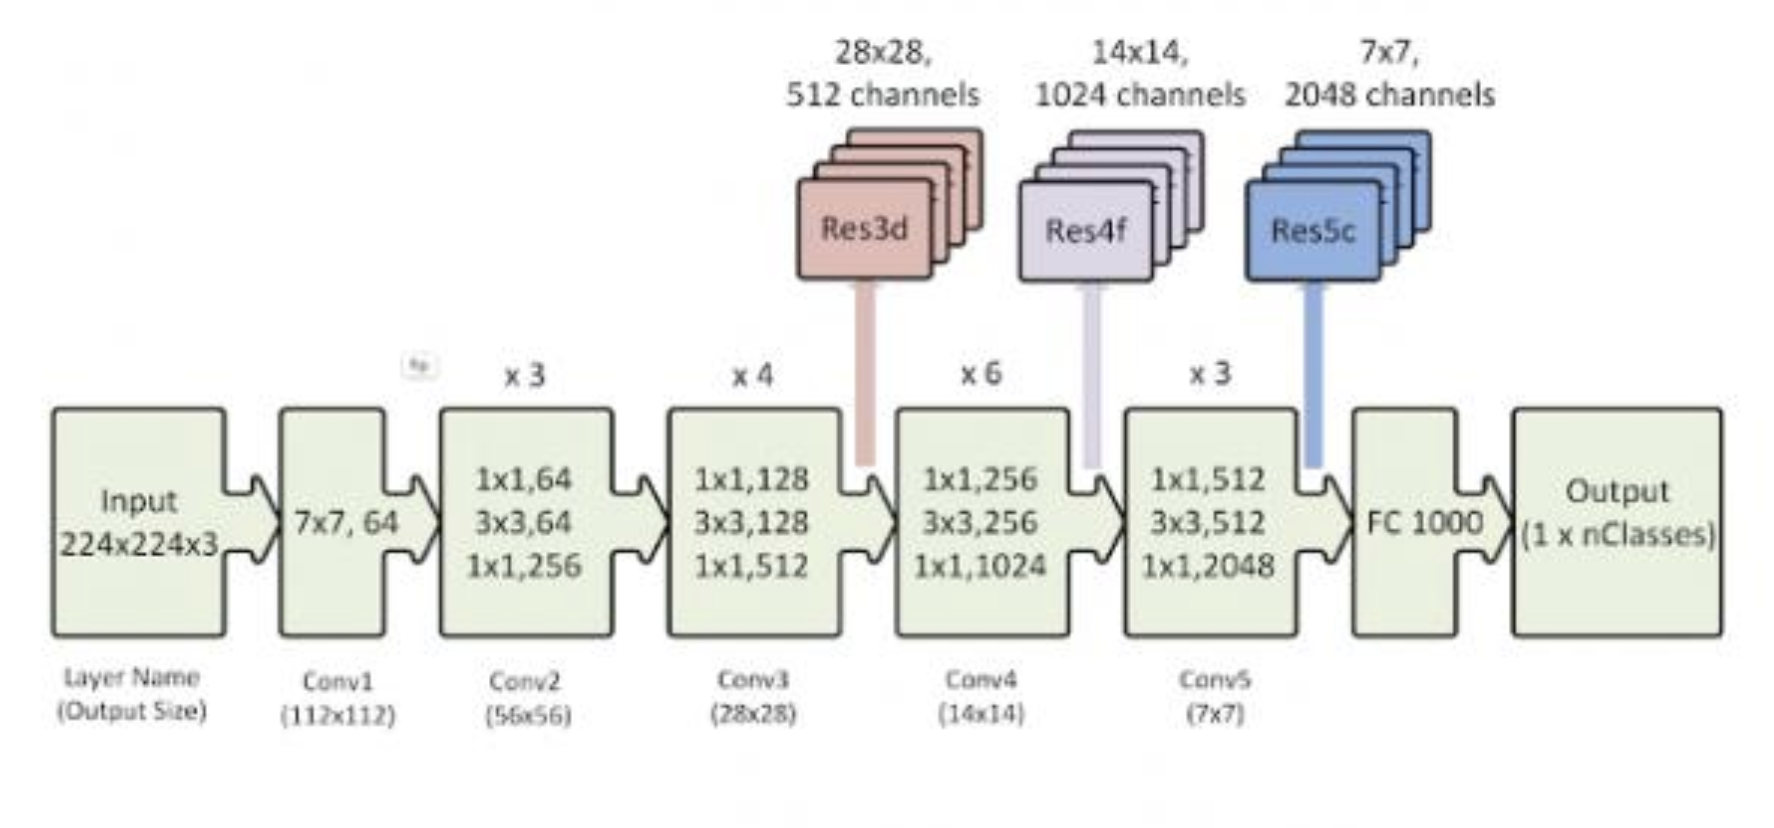 28x28,
512 channels
14x14,
1024 channels
7x7,
2048 channels
Res3d
Res4f
Res5c
x 3
x 4
x 6
x 3
Input
224x224x3
7x7, 64
1x1,64
3x3,64
1x1,256
1x1,128
3x3,128
1x1,512
1x1,256
3x3,256
1x1,1024
1x1,512
3x3,512
1x1,2048
FC 1000
Output
(1 x nClasses)
Layer Name
(Output Size)
Conv1
(112x112)
Conv2
(56x56)
Conv3
(28x28)
Conv4
(14x14)
Conv5
(7x7)